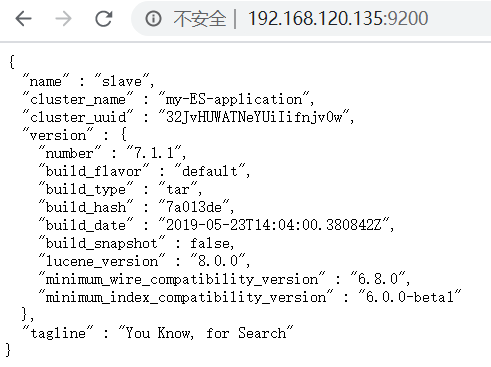 不安全 | 192.168.120.135:9200
{
"name" : "slave",
"cluster_name" : "my-ES-application",
"cluster_uuid" : "32JvHUWATNeYUiIifnjv0w",
"version" : {
"number" : "7.1.1",
"build_flavor" : "default",
"build_type" : "tar",
"build_hash" : "7a013de",
"build_date" : "2019-05-23T14:04:00.380842Z",
"build_snapshot" : false,
"lucene_version" : "8.0.0",
"minimum_wire_compatibility_version" : "6.8.0",
"minimum_index_compatibility_version" : "6.0.0-beta1"
},
"tagline" : "You Know, for Search"
}